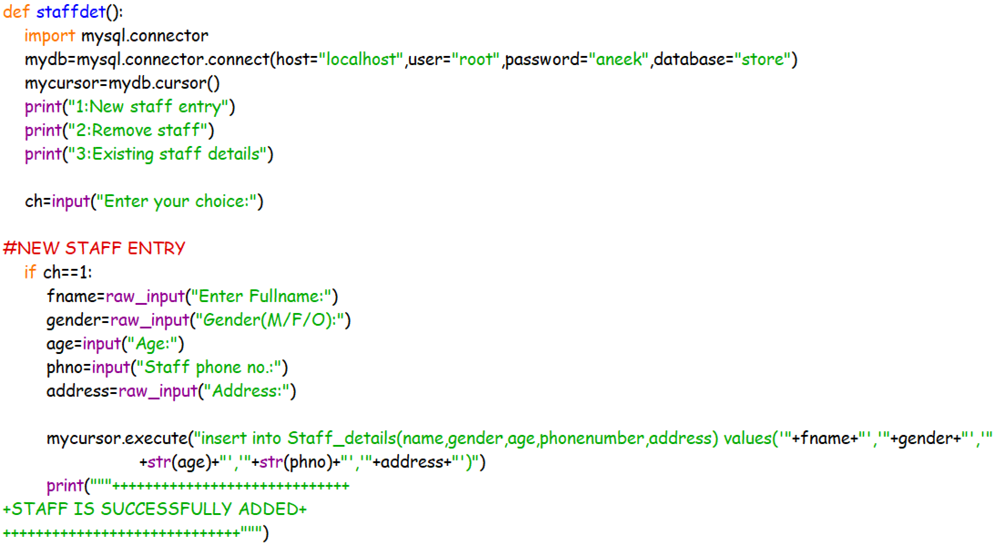 def staffdet():
    import mysql.connector
    mydb=mysql.connector.connect(host="localhost",user="root",password="aneek",database="store")
    mycursor=mydb.cursor()
    print("1:New staff entry")
    print("2:Remove staff")
    print("3:Existing staff details")
    ch=input("Enter your choice:")
#NEW STAFF ENTRY
    if ch==1:
        fname=raw_input("Enter Fullname:")
        gender=raw_input("Gender(M/F/O):")
        age=input("Age:")
        phno=input("Staff phone no.:")
        address=raw_input("Address:")
        mycursor.execute("insert into Staff_details(name,gender,age,phonenumber,address) values('"+fname+"','"+gender+"','"
                         +str(age)+"','"+str(phno)+"','"+address+"')")
        print("""+++++++++++++++++++++++++++++
+STAFF IS SUCCESSFULLY ADDED+
+++++++++++++++++++++++++++++""")